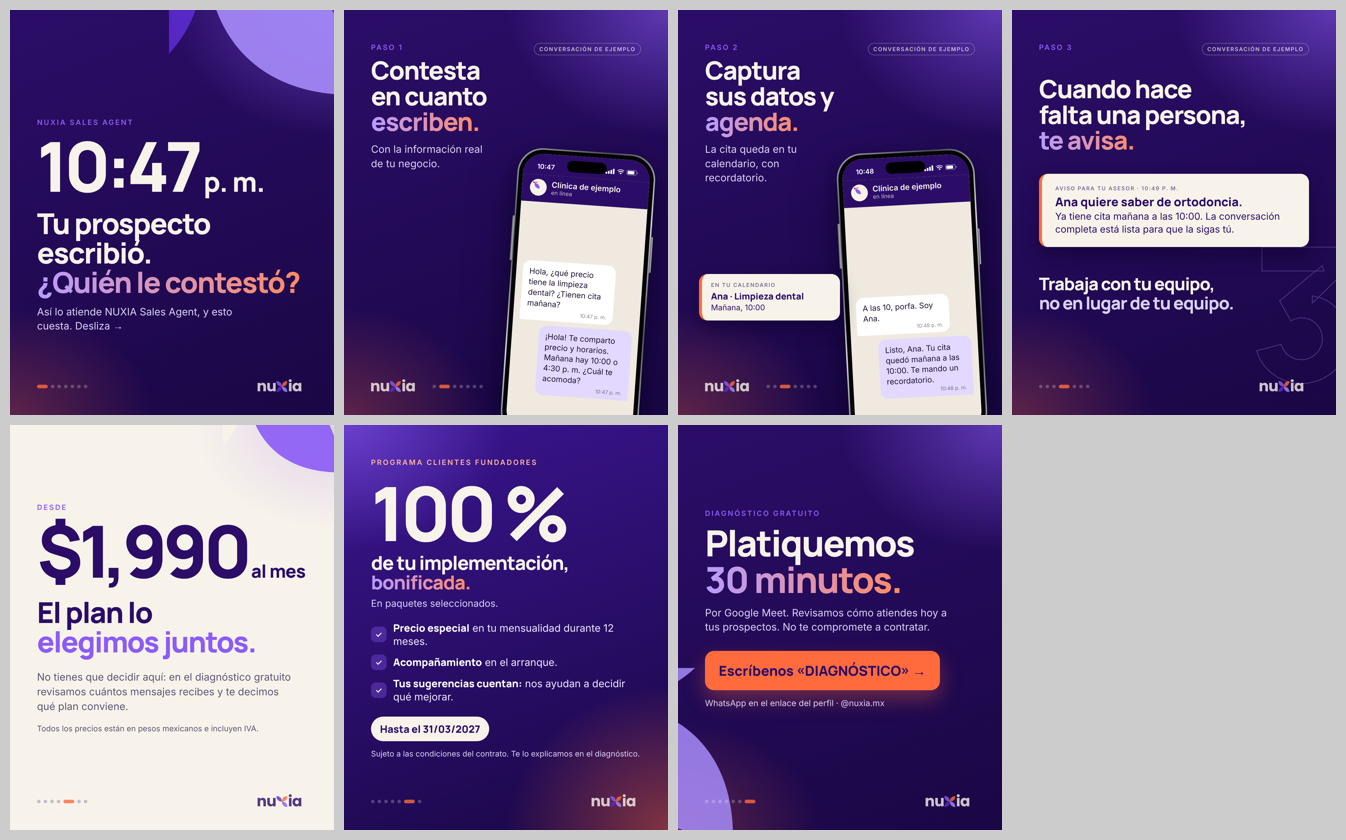 NUXIA SALES AGENT
10:47 p. m.
Tu prospecto
escribió.
¿Quién le contestó?
Así lo atiende NUXIA Sales Agent, y esto
cuesta. Desliza →
nuxia
PASO 1
CONVERSACIÓN DE EJEMPLO
Contesta
en cuanto
escriben.
Con la información real
de tu negocio.
10:47
Clínica de ejemplo
en línea
Hola, ¿qué precio
tiene la limpieza
dental? ¿Tienen cita
mañana?
10:47 p. m.
¡Hola! Te comparto
precio y horarios.
Mañana hay 10:00 o
4:30 p. m. ¿Cuál te
acomoda?
10:47 p. m.
nuxia
PASO 2
CONVERSACIÓN DE EJEMPLO
Captura
sus datos y
agenda.
La cita queda en tu
calendario, con
recordatorio.
10:48
Clínica de ejemplo
en línea
EN TU CALENDARIO
Ana · Limpieza dental
Mañana, 10:00
A las 10, porfa. Soy
Ana.
10:48 p. m.
Listo, Ana. Tu cita
quedó mañana a las
10:00. Te mando un
recordatorio.
10:48 p. m.
nuxia
PASO 3
CONVERSACIÓN DE EJEMPLO
Cuando hace
falta una persona,
te avisa.
AVISO PARA TU ASESOR · 10:49 P. M.
Ana quiere saber de ortodoncia.
Ya tiene cita mañana a las 10:00. La conversación
completa está lista para que la sigas tú.
Trabaja con tu equipo,
no en lugar de tu equipo.
3
nuxia
DESDE
$1,990 al mes
El plan lo
elegimos juntos.
No tienes que decidir aquí: en el diagnóstico gratuito
revisamos cuántos mensajes recibes y te decimos
qué plan conviene.
Todos los precios están en pesos mexicanos e incluyen IVA.
nuxia
PROGRAMA CLIENTES FUNDADORES
100 %
de tu implementación,
bonificada.
En paquetes seleccionados.
Precio especial en tu mensualidad durante 12
meses.
Acompañamiento en el arranque.
Tus sugerencias cuentan: nos ayudan a decidir
qué mejorar.
Hasta el 31/03/2027
Sujeto a las condiciones del contrato. Te lo explicamos en el diagnóstico.
nuxia
DIAGNÓSTICO GRATUITO
Platiquemos
30 minutos.
Por Google Meet. Revisamos cómo atiendes hoy a
tus prospectos. No te compromete a contratar.
Escríbenos «DIAGNÓSTICO» →
WhatsApp en el enlace del perfil · @nuxia.mx
nuxia